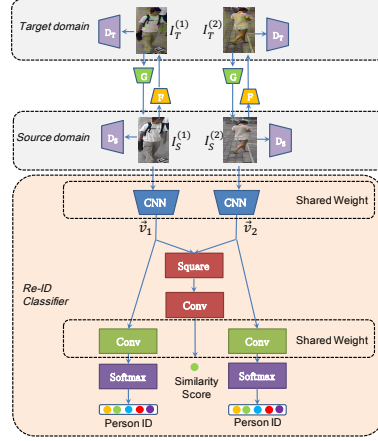 Target domain
D_T
I_T^{(1)}
I_T^{(2)}
D_T
G
F
G
F
Source domain
D_S
I_S^{(1)}
I_S^{(2)}
D_S
CNN
CNN
Shared Weight
v⃗_1
v⃗_2
Square
Re-ID
Classifier
Conv
Conv
Conv
Shared Weight
Softmax
Similarity
Score
Softmax
Person ID
Person ID